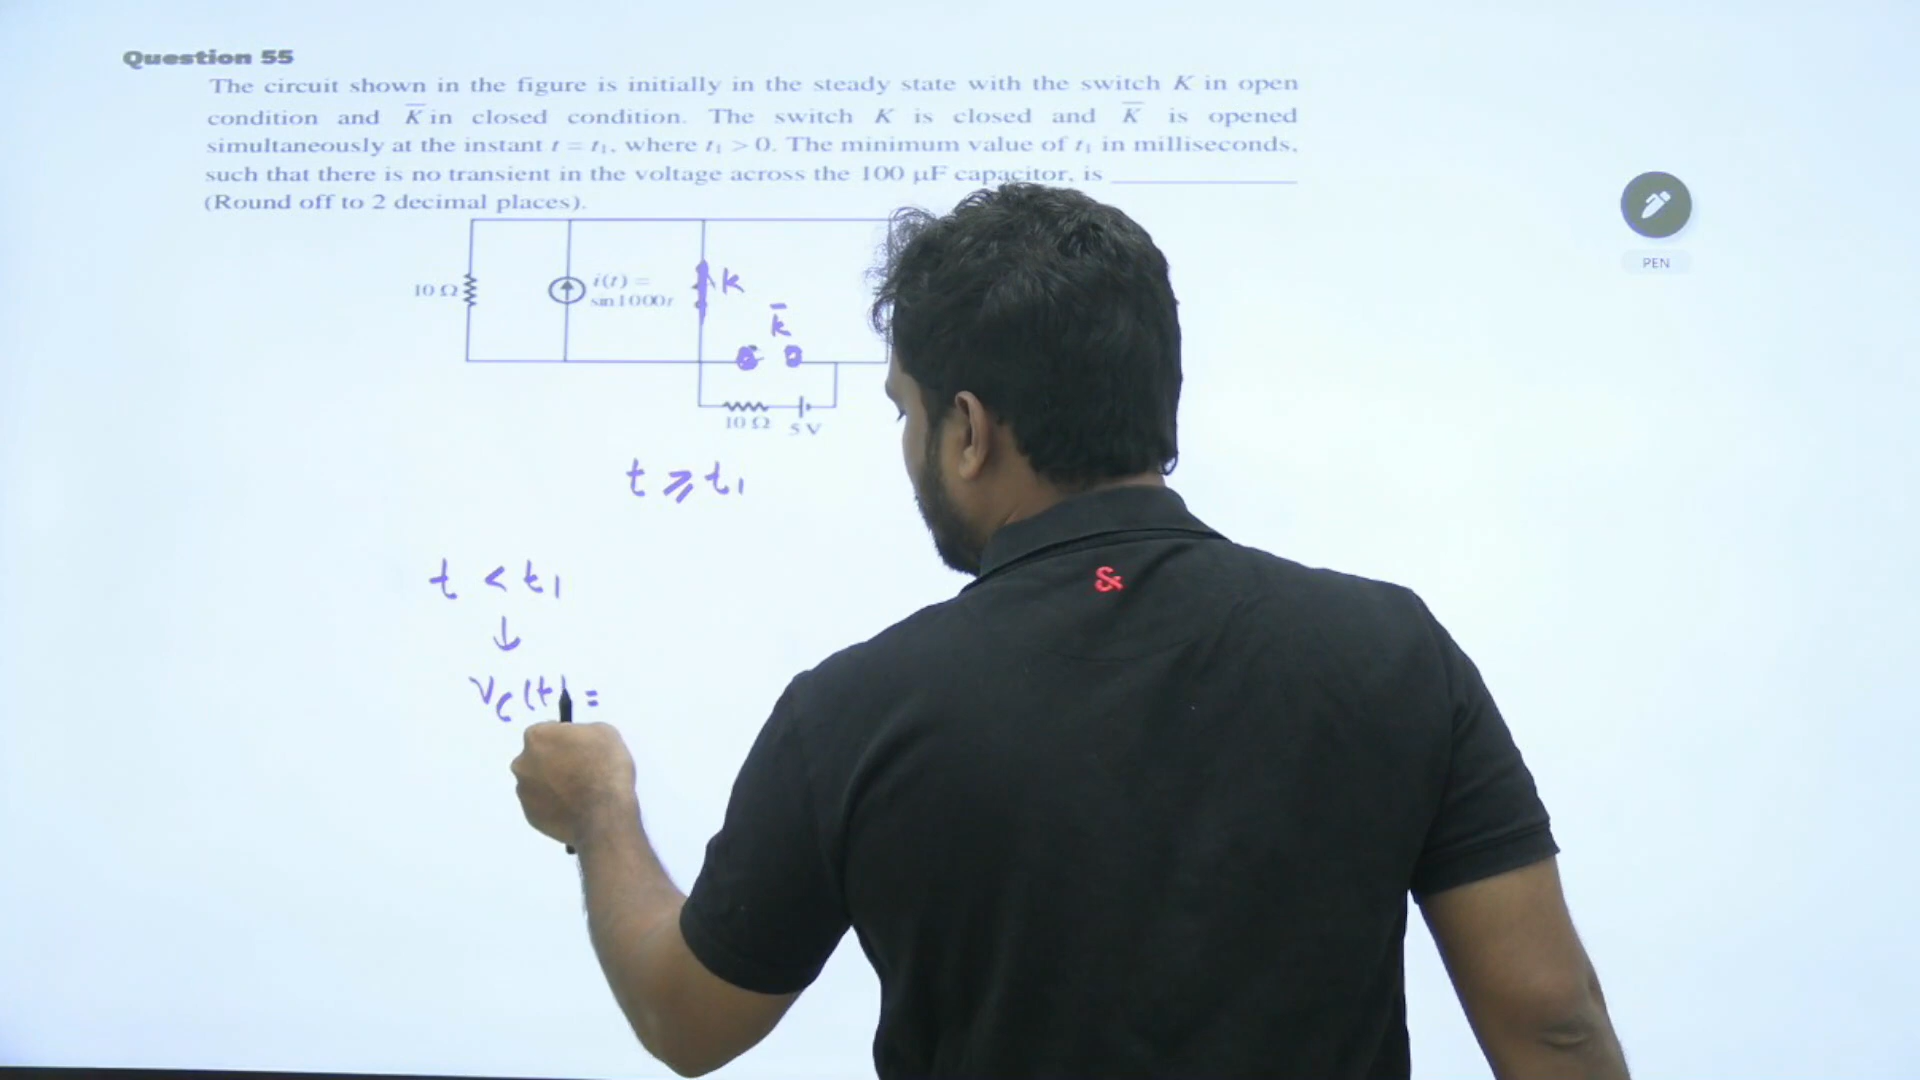 Question 55
The circuit shown in the figure is initially in the steady state with the switch K in open
condition and K̅ in closed condition. The switch K is closed and K̅ is opened
simultaneously at the instant t = t₁, where t₁ > 0. The minimum value of t₁ in milliseconds,
such that there is no transient in the voltage across the 100 μF capacitor, is ________
(Round off to 2 decimal places).
10 Ω
i(t) =
sin1000t
K
k̅
10 Ω
5 V
t ⩾ t₁
t < t₁
↓
Vc(t) =
PEN
&